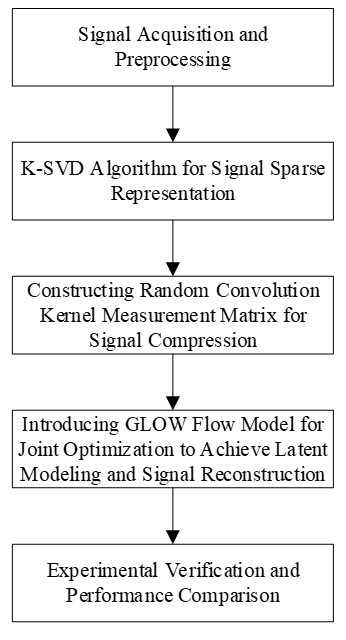 Signal Acquisition and
Preprocessing
K-SVD Algorithm for Signal Sparse
Representation
Constructing Random Convolution
Kernel Measurement Matrix for
Signal Compression
Introducing GLOW Flow Model for
Joint Optimization to Achieve Latent
Modeling and Signal Reconstruction
Experimental Verification and
Performance Comparison